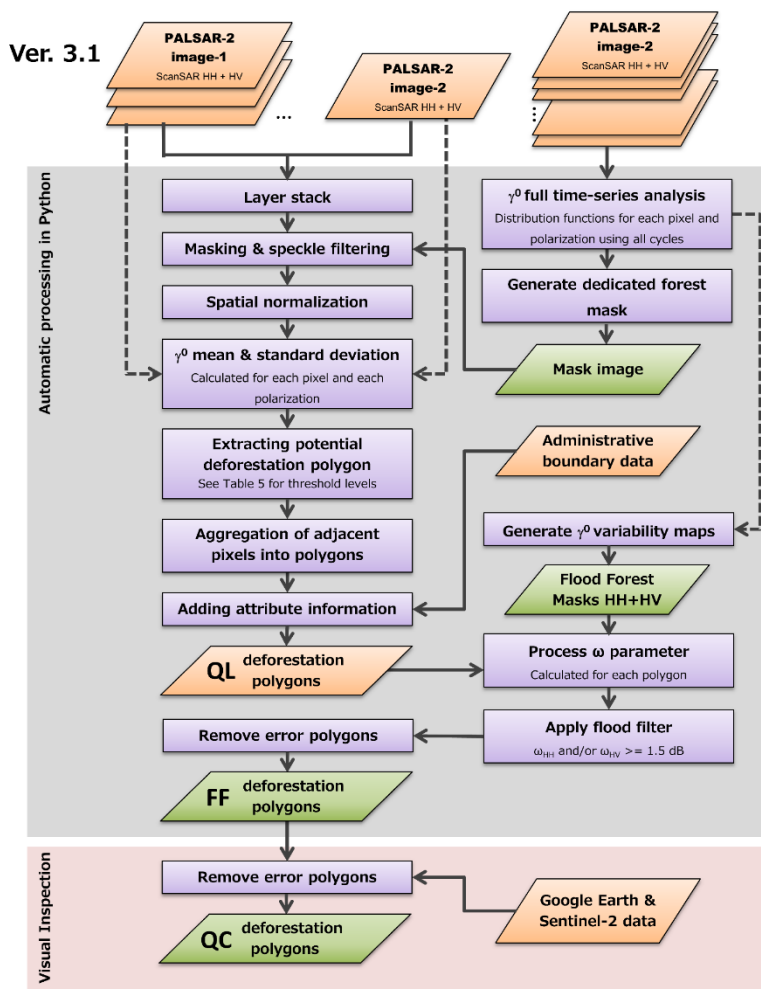 Ver. 3.1
PALSAR-2
image-1
ScanSAR HH + HV
...
PALSAR-2
image-2
ScanSAR HH + HV
PALSAR-2
image-2
ScanSAR HH + HV
...
Automatic processing in Python
Layer stack
Masking & speckle filtering
Spatial normalization
γ⁰ mean & standard deviation
Calculated for each pixel and each
polarization
Extracting potential
deforestation polygon
See Table 5 for threshold levels
Aggregation of adjacent
pixels into polygons
Adding attribute information
QL deforestation
polygons
Remove error polygons
FF deforestation
polygons
γ⁰ full time-series analysis
Distribution functions for each pixel and
polarization using all cycles
Generate dedicated forest
mask
Mask image
Administrative
boundary data
Generate γ⁰ variability maps
Flood Forest
Masks HH+HV
Process ω parameter
Calculated for each polygon
Apply flood filter
ωHH and/or ωHV >= 1.5 dB
Visual Inspection
Remove error polygons
QC deforestation
polygons
Google Earth &
Sentinel-2 data